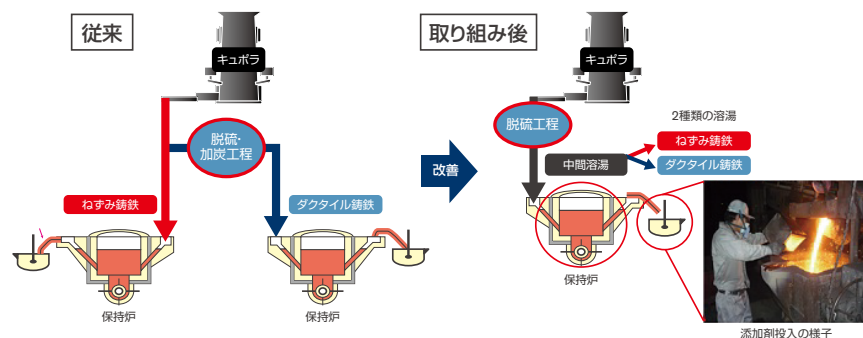 従来
キュポラ
脱硫・
加炭工程
ねずみ鋳鉄
ダクタイル鋳鉄
保持炉
保持炉
改善
取り組み後
キュポラ
脱硫工程
2種類の溶湯
中間溶湯
ねずみ鋳鉄
ダクタイル鋳鉄
保持炉
添加剤投入の様子